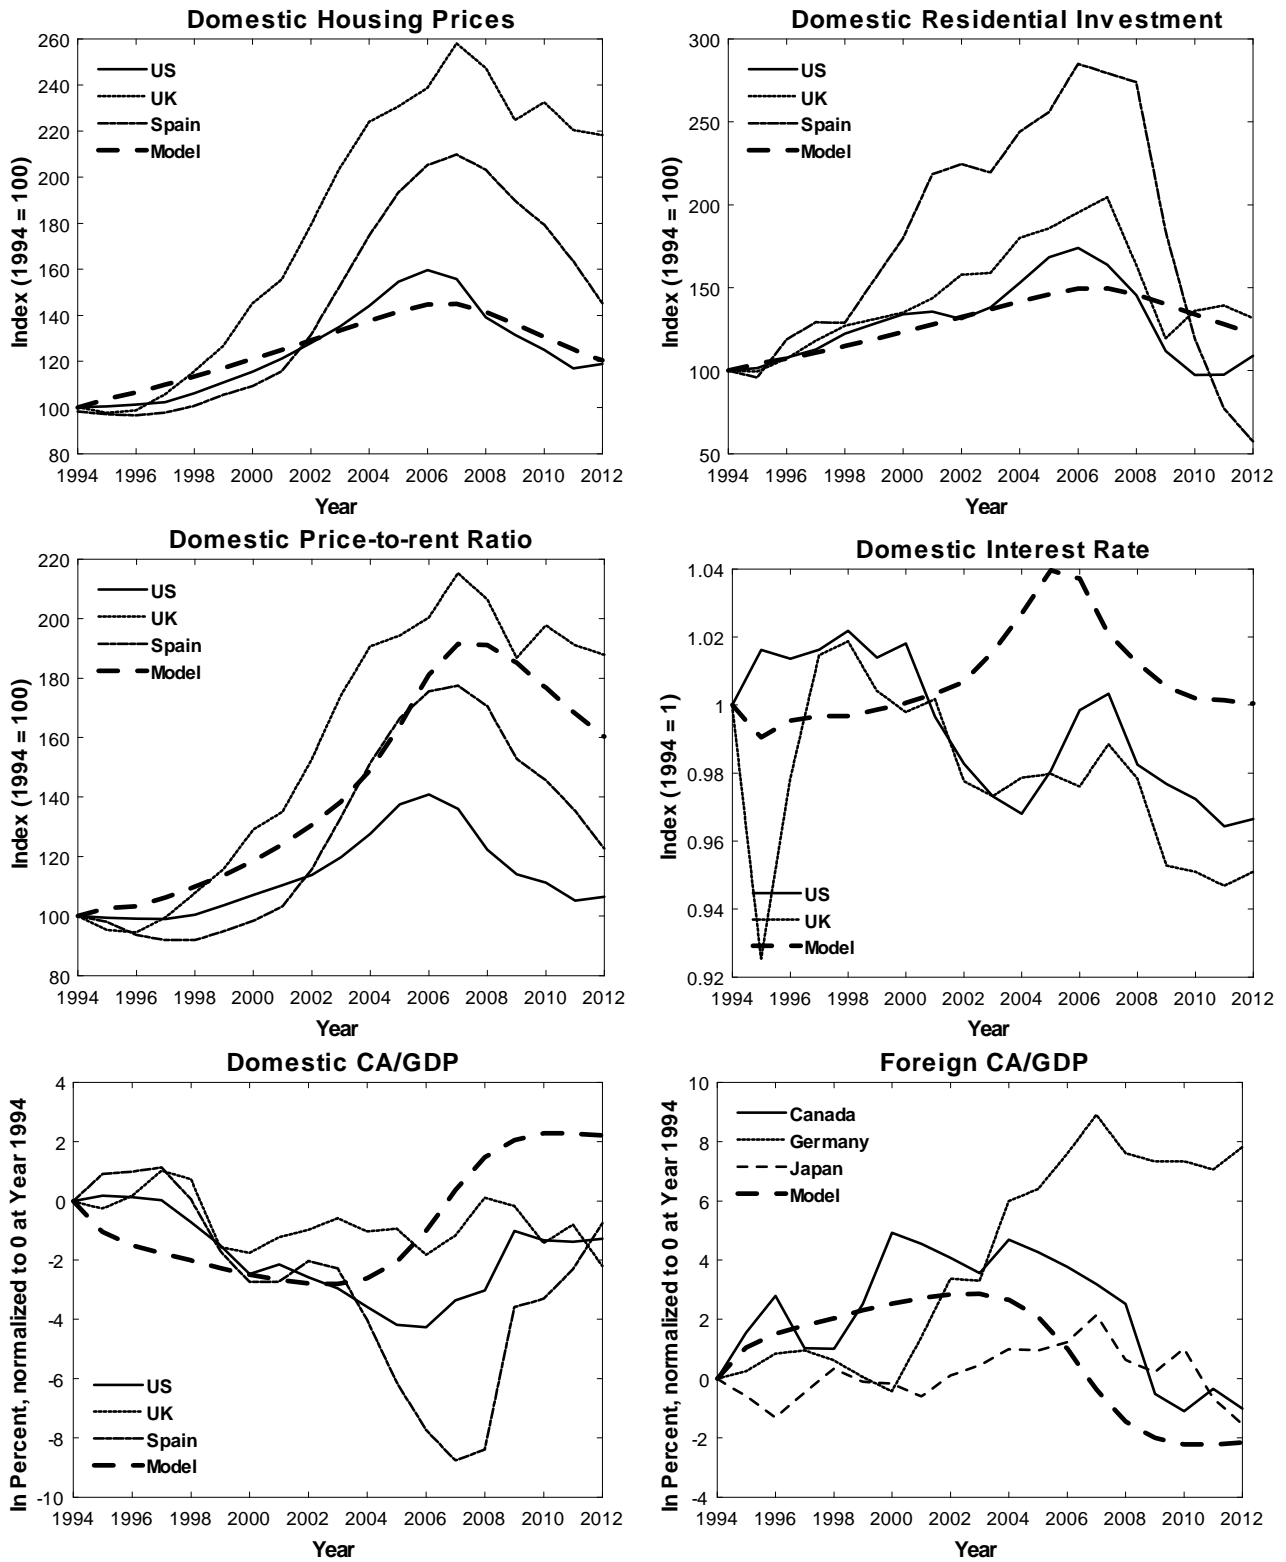 Domestic Housing Prices
260
240
220
200
180
160
140
120
100
80
Index (1994 = 100)
US
UK
Spain
Model
1994 1996 1998 2000 2002 2004 2006 2008 2010 2012
Year
Domestic Residential Investment
300
250
200
150
100
50
Index (1994 = 100)
US
UK
Spain
Model
1994 1996 1998 2000 2002 2004 2006 2008 2010 2012
Year
Domestic Price-to-rent Ratio
220
200
180
160
140
120
100
80
Index (1994 = 100)
US
UK
Spain
Model
1994 1996 1998 2000 2002 2004 2006 2008 2010 2012
Year
Domestic Interest Rate
1.04
1.02
1
0.98
0.96
0.94
0.92
Index (1994 = 1)
US
UK
Model
1994 1996 1998 2000 2002 2004 2006 2008 2010 2012
Year
Domestic CA/GDP
4
2
0
-2
-4
-6
-8
-10
In Percent, normalized to 0 at Year 1994
US
UK
Spain
Model
1994 1996 1998 2000 2002 2004 2006 2008 2010 2012
Year
Foreign CA/GDP
10
8
6
4
2
0
-2
-4
In Percent, normalized to 0 at Year 1994
Canada
Germany
Japan
Model
1994 1996 1998 2000 2002 2004 2006 2008 2010 2012
Year